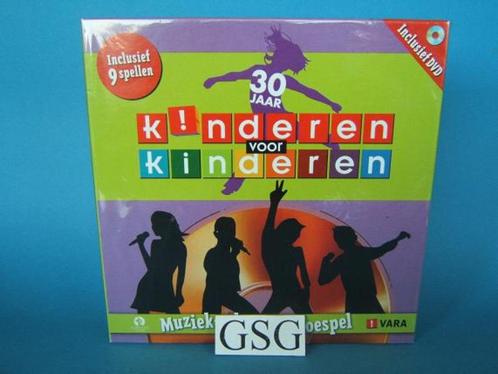 Inclusief
9 spellen
Inclusief DVD
30
JAAR
k!nderen
voor
kinderen
Muziek
GSG
VARA